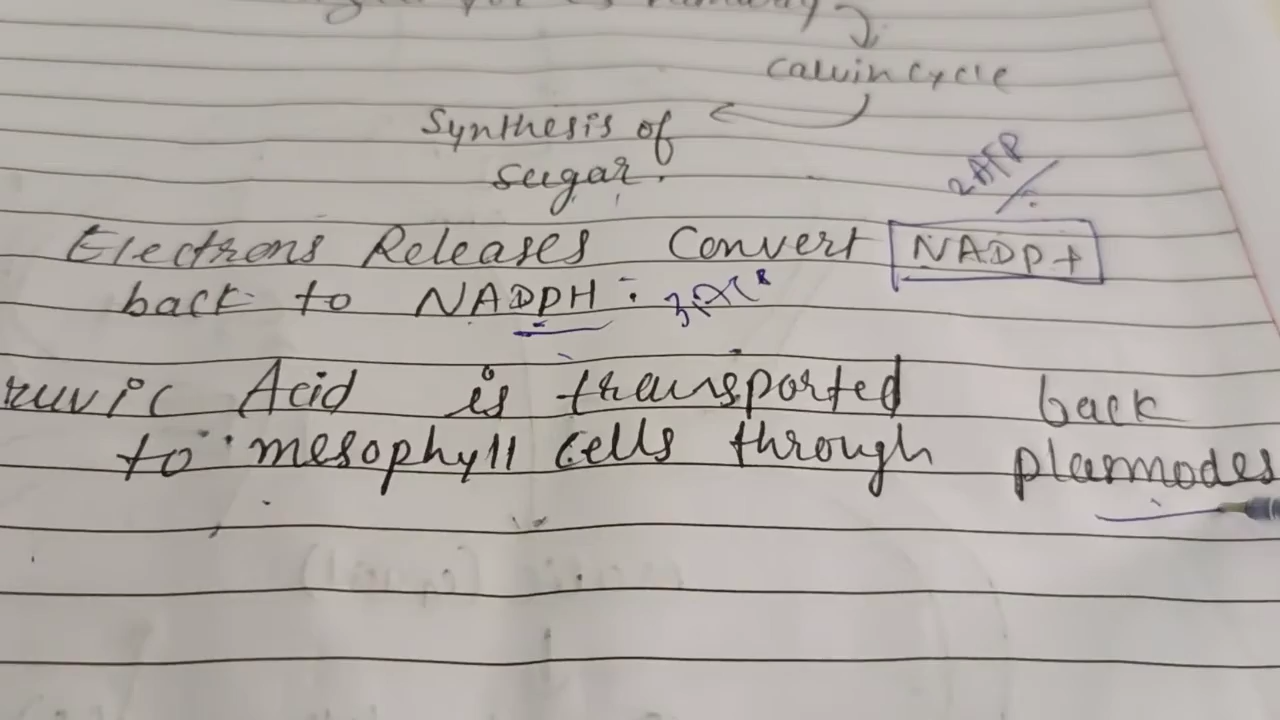 Calvin Cycle
Synthesis of
sugar.
2ATP
Electrons Releases Convert NADP+
back to NADPH :
ruvic Acid is transported back
to mesophyll cells through plasmodes